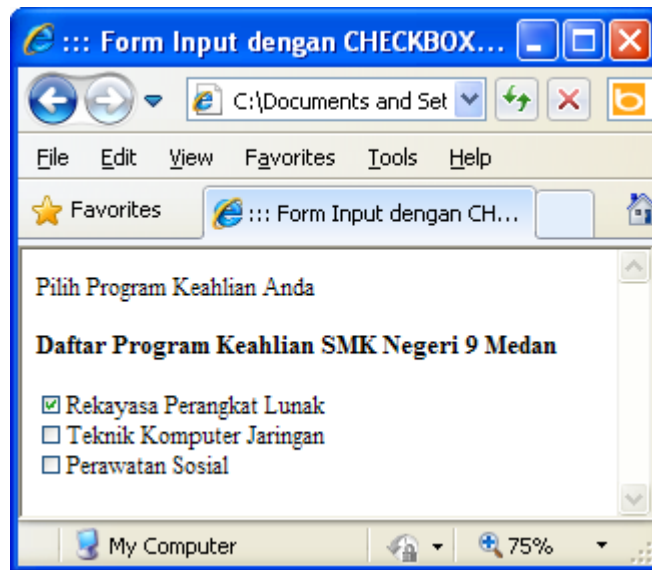 ::: Form Input dengan CHECKBOX...
C:\Documents and Set
File Edit View Favorites Tools Help
Favorites ::: Form Input dengan CH...
Pilih Program Keahlian Anda
Daftar Program Keahlian SMK Negeri 9 Medan
Rekayasa Perangkat Lunak
Teknik Komputer Jaringan
Perawatan Sosial
My Computer 75%